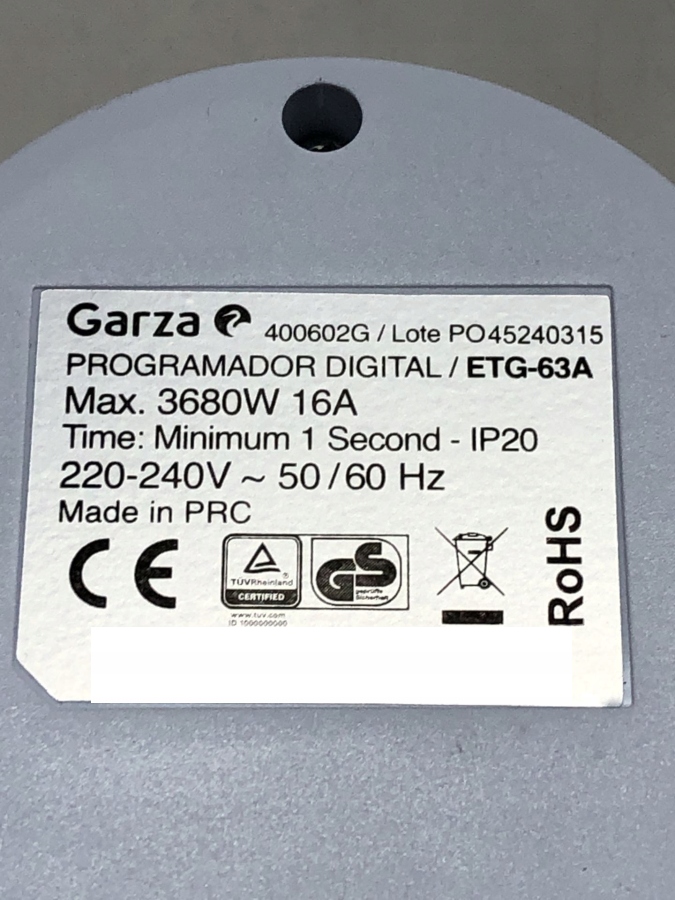 Garza 400602G / Lote PO45240315
PROGRAMADOR DIGITAL / ETG-63A
Max. 3680W 16A
Time: Minimum 1 Second - IP20
220-240V ~ 50/60 Hz
Made in PRC
CE
TÜVRheinland ®
CERTIFIED
GS
geprüfte
Sicherheit
www.tuv.com
ID 1000000000
RoHS